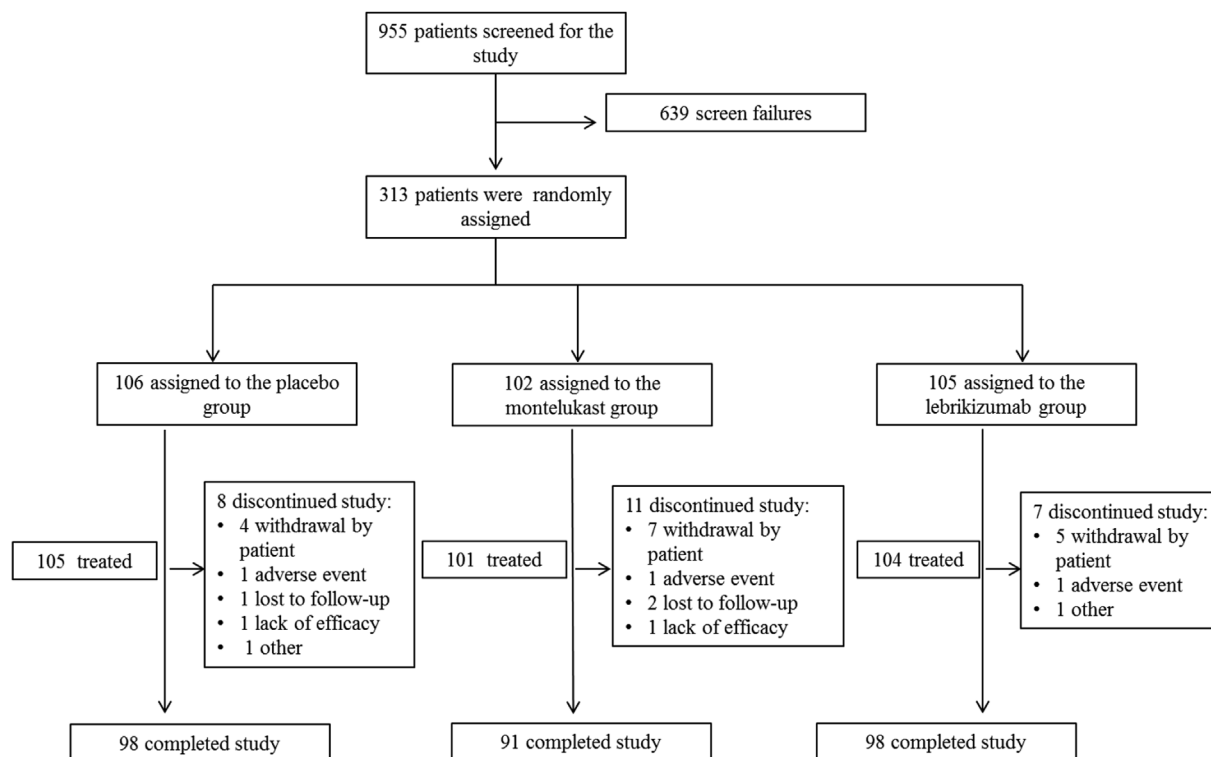 955 patients screened for the
study
639 screen failures
313 patients were randomly
assigned
106 assigned to the placebo
group
102 assigned to the
montelukast group
105 assigned to the
lebrikizumab group
8 discontinued study:
• 4 withdrawal by
patient
• 1 adverse event
• 1 lost to follow-up
• 1 lack of efficacy
• 1 other
105 treated
11 discontinued study:
• 7 withdrawal by
patient
• 1 adverse event
• 2 lost to follow-up
• 1 lack of efficacy
101 treated
7 discontinued study:
• 5 withdrawal by
patient
• 1 adverse event
• 1 other
104 treated
98 completed study
91 completed study
98 completed study